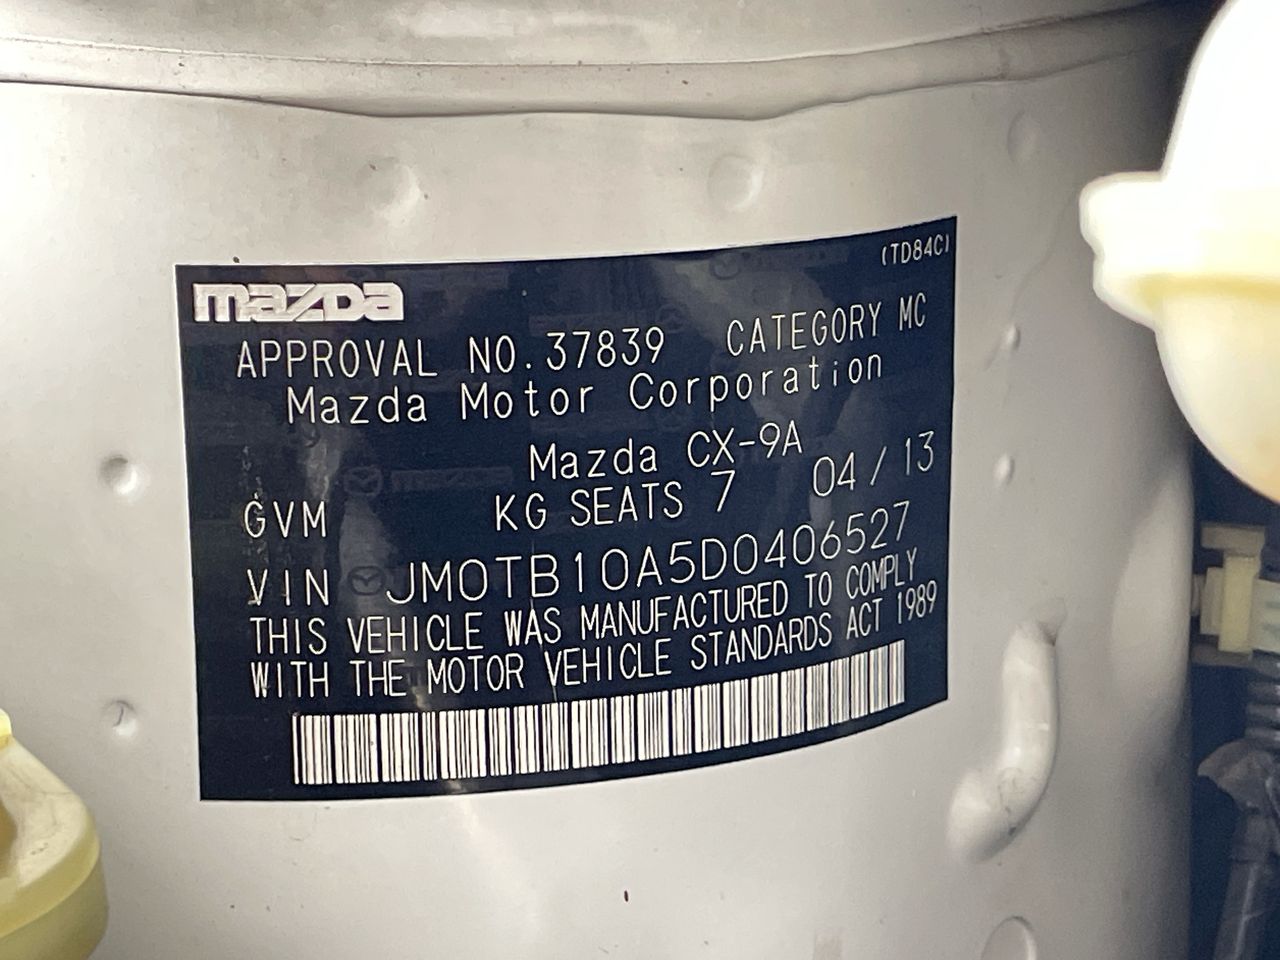 (TD84C)
mazda
APPROVAL NO.37839 CATEGORY MC
Mazda Motor Corporation
Mazda CX-9A
GVM KG SEATS 7 04/13
VIN JM0TB10A5D0406527
THIS VEHICLE WAS MANUFACTURED TO COMPLY
WITH THE MOTOR VEHICLE STANDARDS ACT 1989